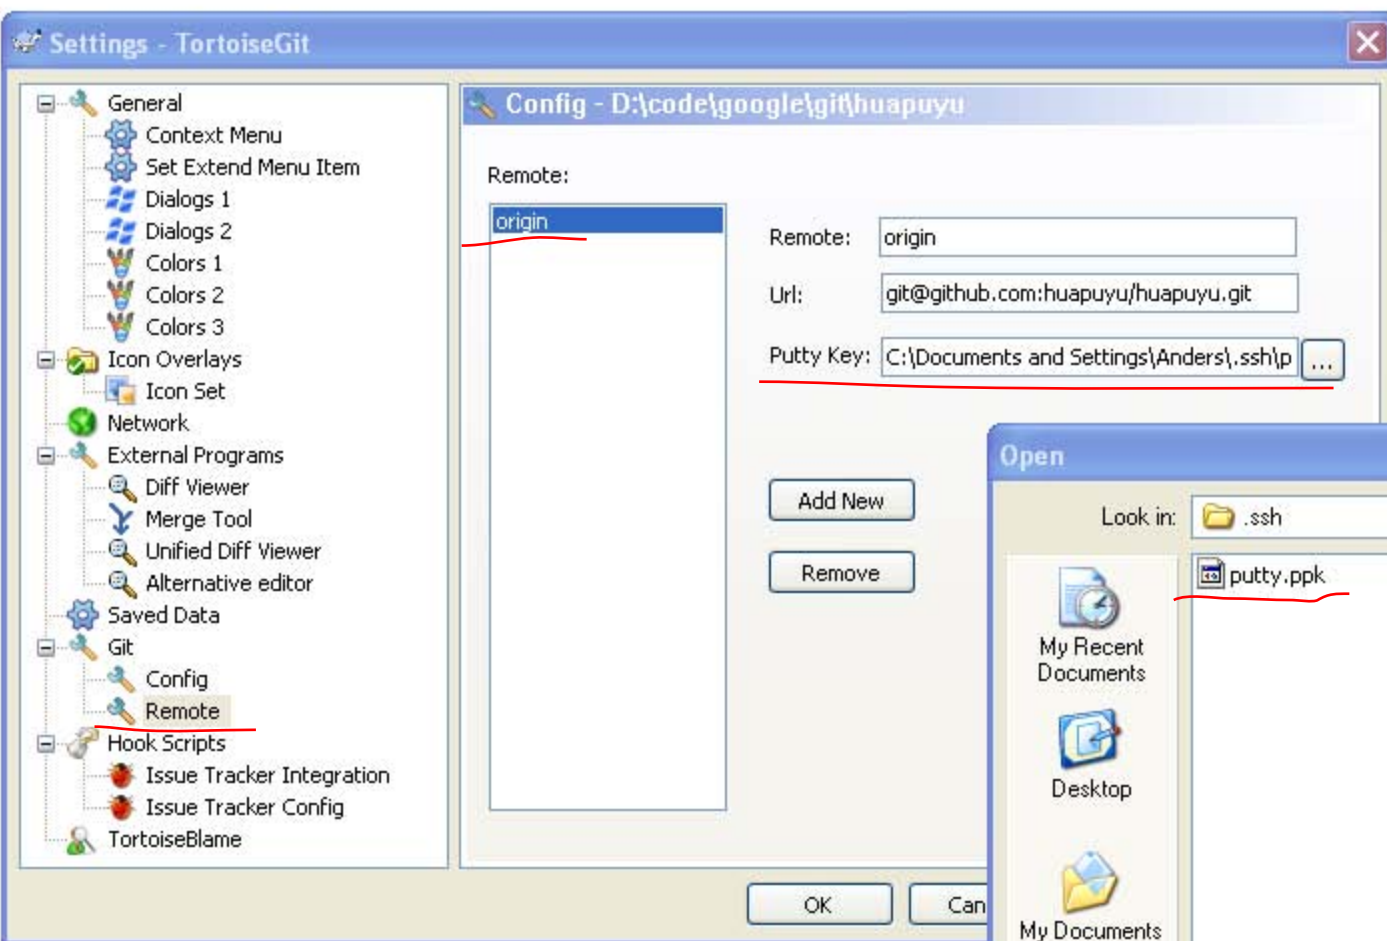 Settings - TortoiseGit
General
Context Menu
Set Extend Menu Item
Dialogs 1
Dialogs 2
Colors 1
Colors 2
Colors 3
Icon Overlays
Icon Set
Network
External Programs
Diff Viewer
Merge Tool
Unified Diff Viewer
Alternative editor
Saved Data
Git
Config
Remote
Hook Scripts
Issue Tracker Integration
Issue Tracker Config
TortoiseBlame
Config - D:\code\google\git\huapuyu
Remote:
origin
Remote: origin
Url: git@github.com:huapuyu/huapuyu.git
Putty Key: C:\Documents and Settings\Anders\.ssh\p ...
Add New
Remove
OK
Can
Open
Look in: .ssh
putty.ppk
My Recent
Documents
Desktop
My Documents